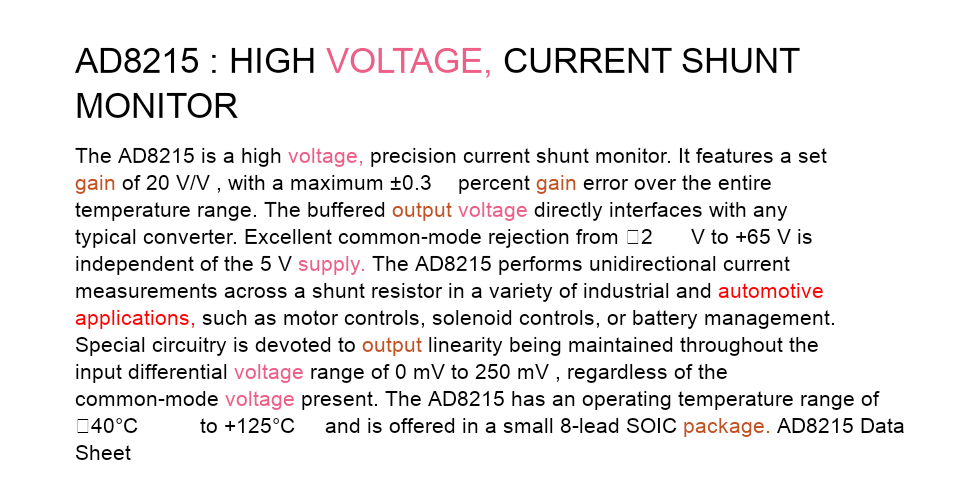 AD8215 : HIGH VOLTAGE, CURRENT SHUNT
MONITOR
The AD8215 is a high voltage, precision current shunt monitor. It features a set
gain of 20 V/V , with a maximum ±0.3 percent gain error over the entire
temperature range. The buffered output voltage directly interfaces with any
typical converter. Excellent common-mode rejection from □2 V to +65 V is
independent of the 5 V supply. The AD8215 performs unidirectional current
measurements across a shunt resistor in a variety of industrial and automotive
applications, such as motor controls, solenoid controls, or battery management.
Special circuitry is devoted to output linearity being maintained throughout the
input differential voltage range of 0 mV to 250 mV , regardless of the
common-mode voltage present. The AD8215 has an operating temperature range of
□40°C to +125°C and is offered in a small 8-lead SOIC package. AD8215 Data
Sheet